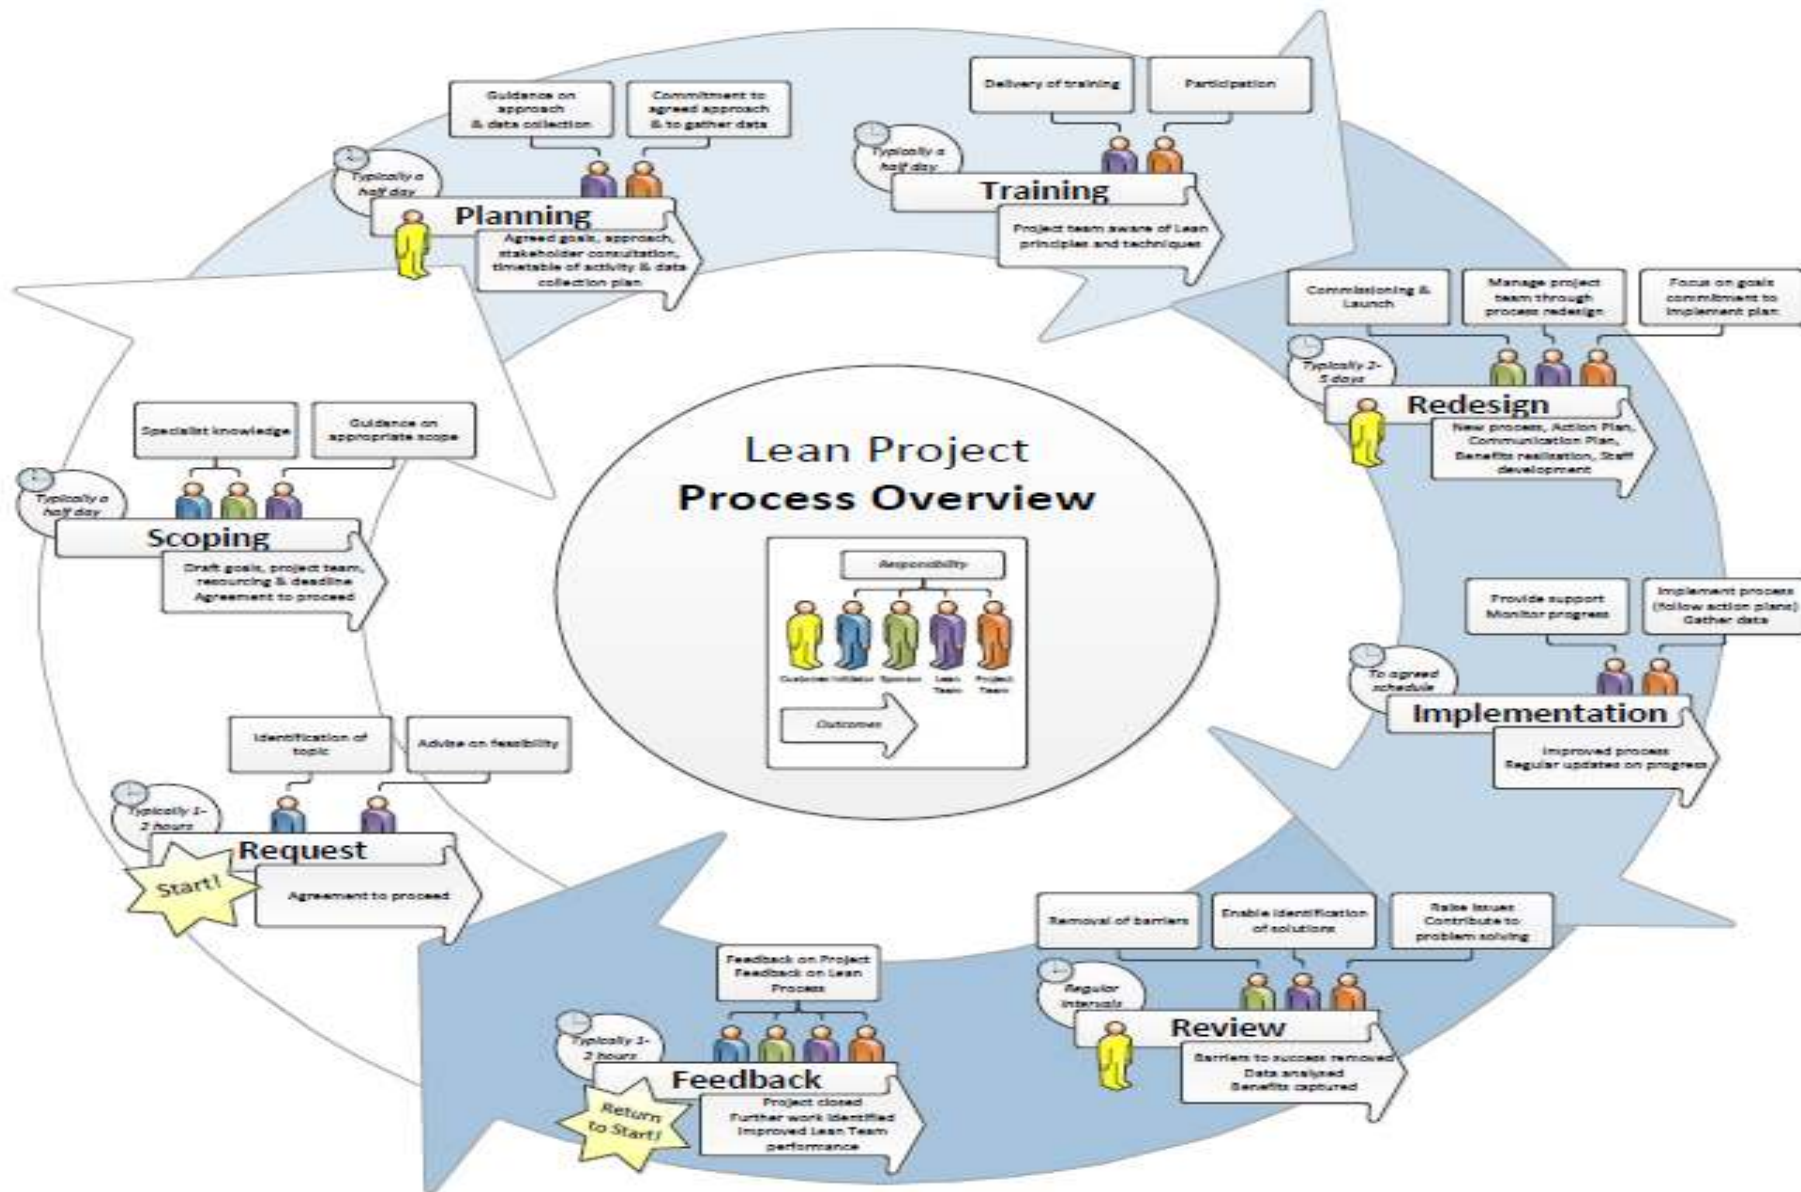 Lean Project
Process Overview
Responsibility
Customer
Initiator
Sponsor
Lean
Team
Project
Team
Outcomes
Identification of
topic
Advise on feasibility
Typically 1-
2 hours
Request
Start!
Agreement to proceed
Specialist knowledge
Guidance on
appropriate scope
Typically a
half day
Scoping
Draft goals, project team,
resourcing & deadline
Agreement to proceed
Guidance on
approach
& data collection
Commitment to
agreed approach
& to gather data
Typically a
half day
Planning
Agreed goals, approach,
stakeholder consultation,
timetable of activity & data
collection plan
Delivery of training
Participation
Typically a
half day
Training
Project team aware of Lean
principles and techniques
Commissioning &
Launch
Manage project
team through
process redesign
Focus on goals
commitment to
implement plan
Typically 2-
5 days
Redesign
New process, Action Plan,
Communication Plan,
Benefits realisation, Staff
development
Provide support
Monitor progress
Implement process
(follow action plans)
Gather data
To agreed
schedule
Implementation
Improved process
Regular updates on progress
Removal of barriers
Enable identification
of solutions
Raise issues
Contribute to
problem solving
Regular
intervals
Review
Barriers to success removed
Data analysed
Benefits captured
Feedback on Project
Feedback on Lean
Process
Typically 1-
2 hours
Feedback
Return
to Start!
Project closed
Further work identified
Improved Lean Team
performance